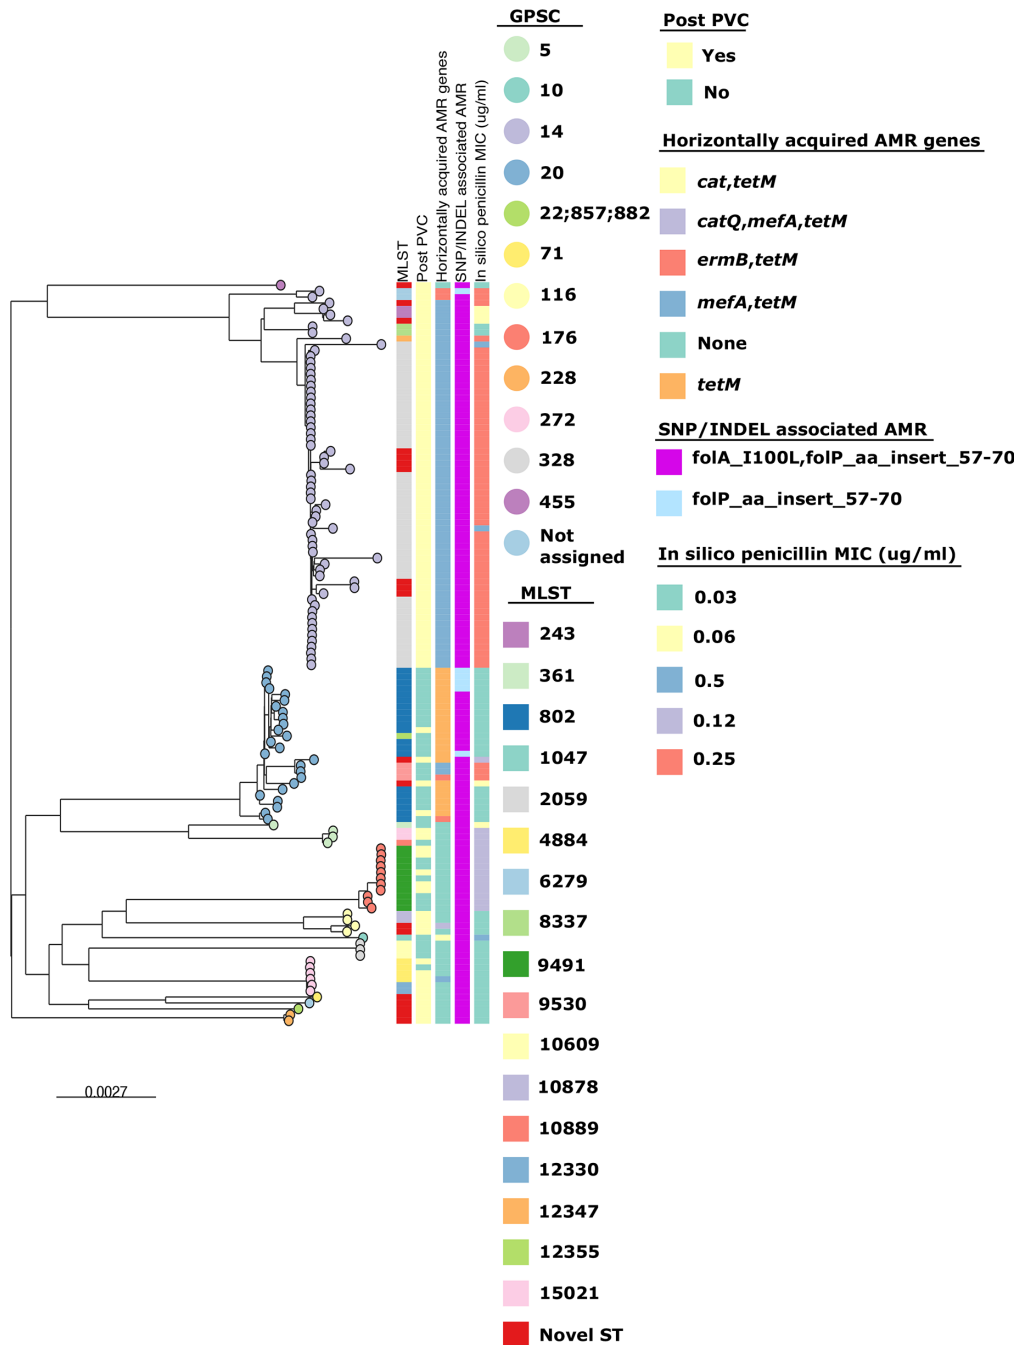 GPSC
5
10
14
20
22;857;882
71
116
176
228
272
328
455
Not
assigned
MLST
243
361
802
1047
2059
4884
6279
8337
9491
9530
10609
10878
10889
12330
12347
12355
15021
Novel ST
Post PVC
Yes
No
Horizontally acquired AMR genes
cat,tetM
catQ,mefA,tetM
ermB,tetM
mefA,tetM
None
tetM
SNP/INDEL associated AMR
folA_I100L,folP_aa_insert_57-70
folP_aa_insert_57-70
In silico penicillin MIC (ug/ml)
0.03
0.06
0.5
0.12
0.25
MLST
Post PVC
Horizontally acquired AMR genes
SNP/INDEL associated AMR
In silico penicillin MIC (ug/ml)
0.0027